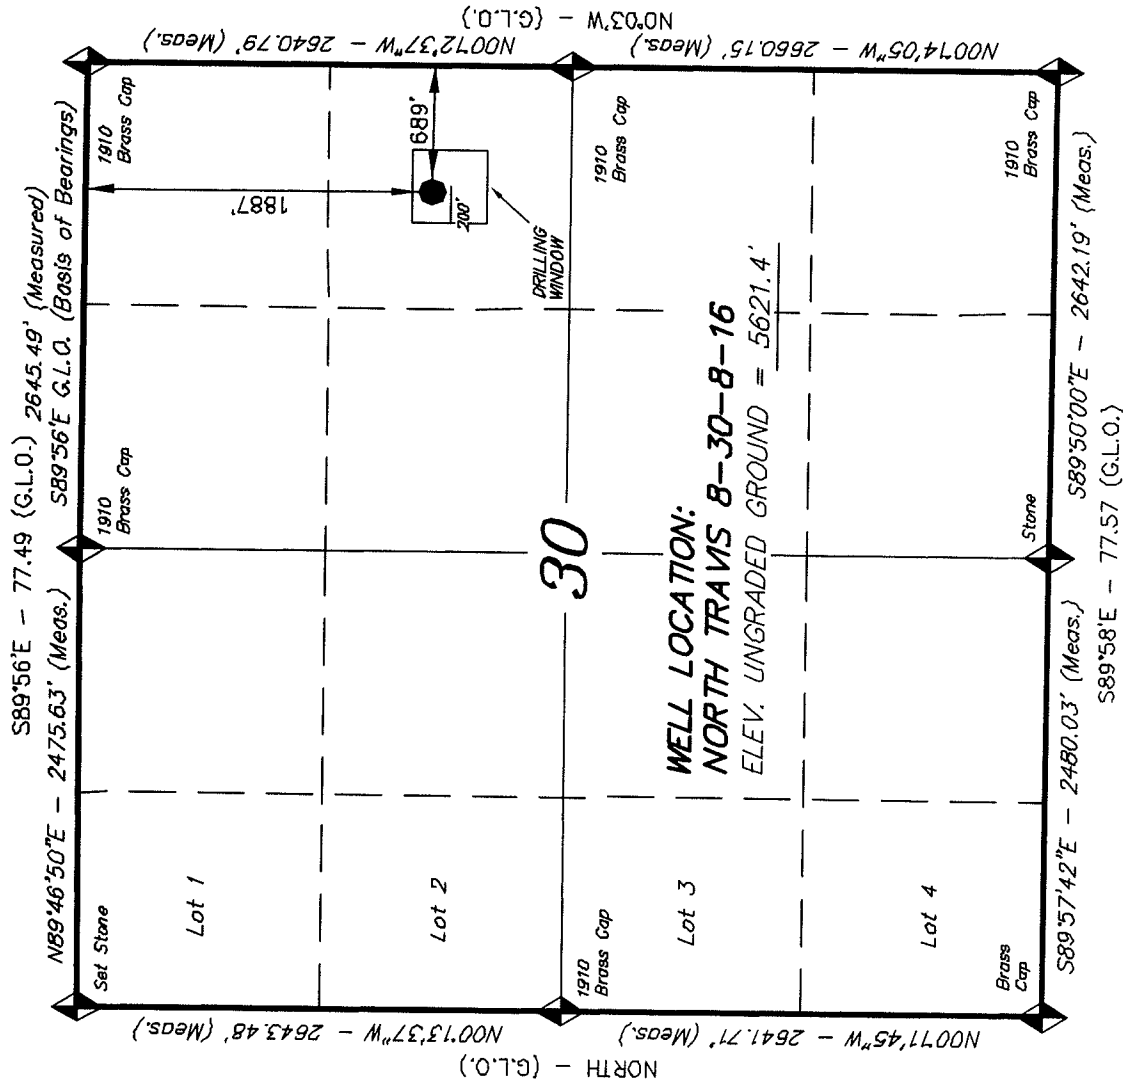 S89°56'E - 77.49 (G.L.O.) 2645.49' (Measured)
N89°46'50"E - 2475.63' (Meas.)
S89°56'E G.L.O. (Basis of Bearings)
Set Stone
1910
Brass Cap
1910
Brass Cap
Lot 1
1887'
689'
200'
DRILLING
WINDOW
Lot 2
N00°13'37"W - 2643.48' (Meas.)
NORTH - (G.L.O.)
N00°12'37"W - 2640.79' (Meas.)
N0°03'W - (G.L.O.)
30
1910
Brass Cap
1910
Brass Cap
WELL LOCATION:
NORTH TRAVIS 8-30-8-16
ELEV. UNGRADED GROUND = 5621.4'
Lot 3
N00°11'45"W - 2641.71' (Meas.)
N00°14'05"W - 2660.15' (Meas.)
Lot 4
Brass
Cap
Stone
1910
Brass Cap
S89°57'42"E - 2480.03' (Meas.)
S89°50'00"E - 2642.19' (Meas.)
S89°58'E - 77.57 (G.L.O.)